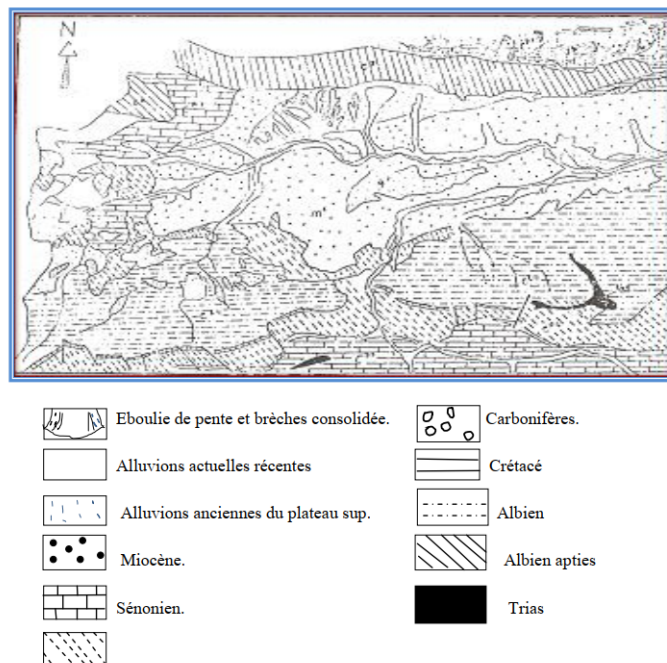 N
m¹
q
Eboulie de pente et brèches consolidée.
Carbonifères.
Alluvions actuelles récentes
Crétacé
Alluvions anciennes du plateau sup.
Albien
Miocène.
Albien apties
Sénonien.
Trias